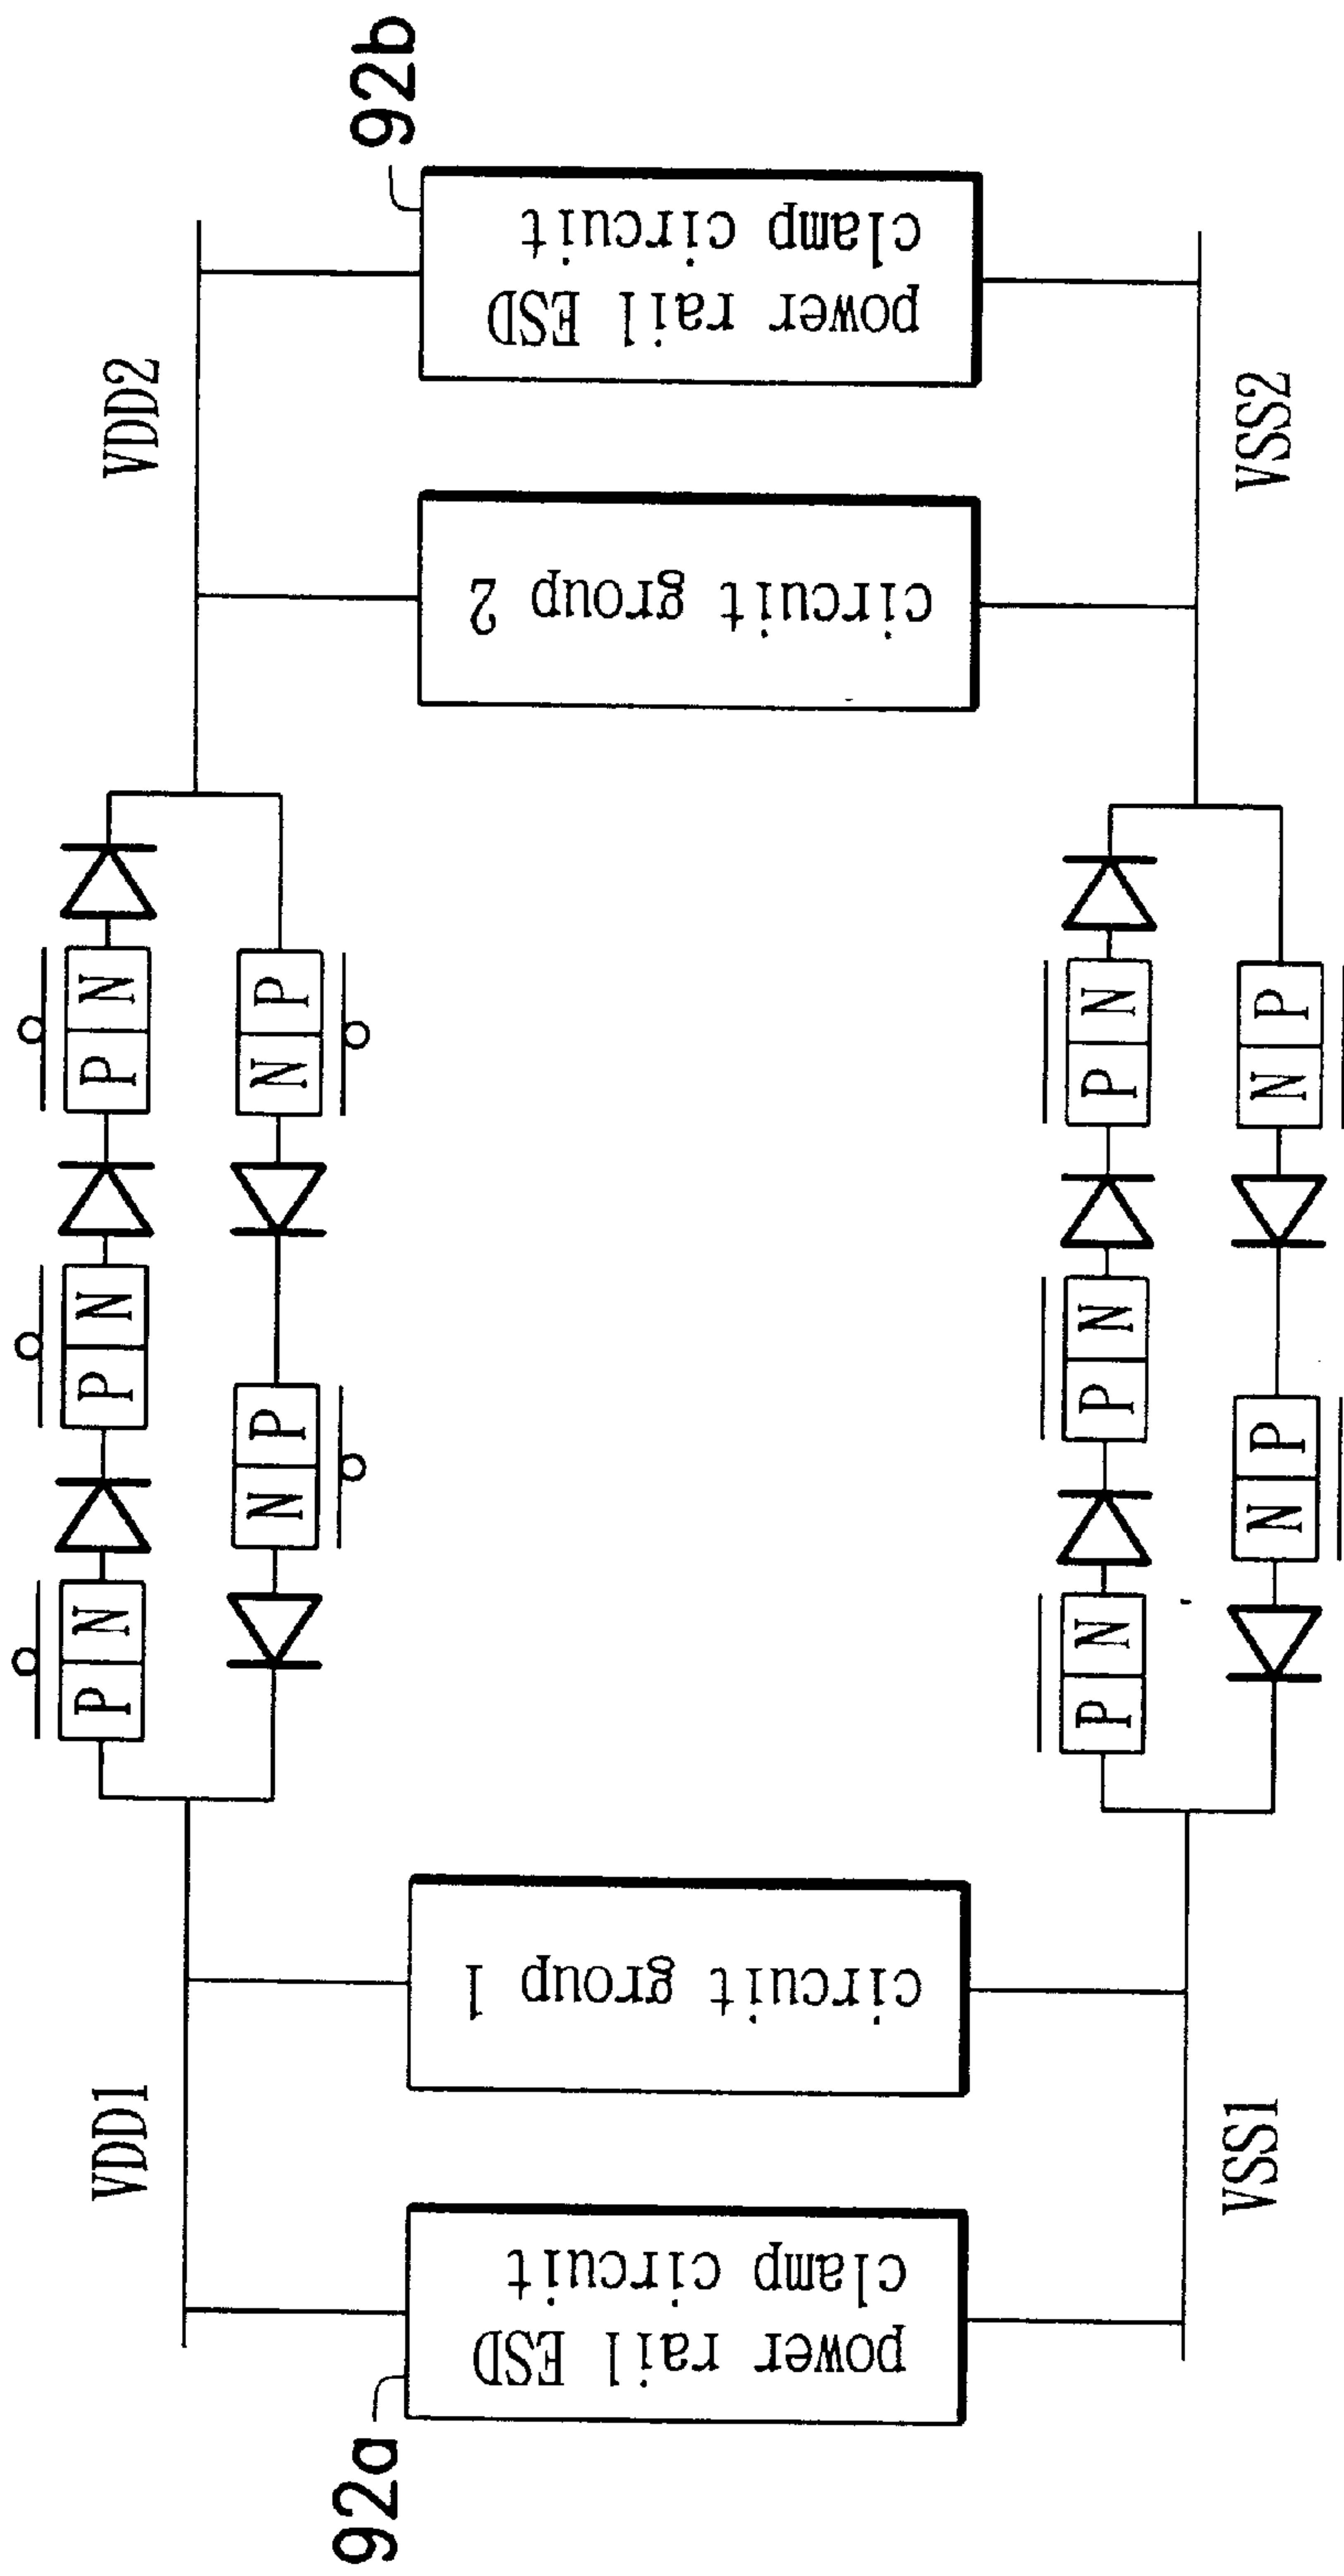 P N P N P N
VDD1
VDD2
N P N P
92a
power rail ESD
clamp circuit
circuit group 1
circuit group 2
power rail ESD
clamp circuit
92b
P N P N P N
VSS1
VSS2
N P N P